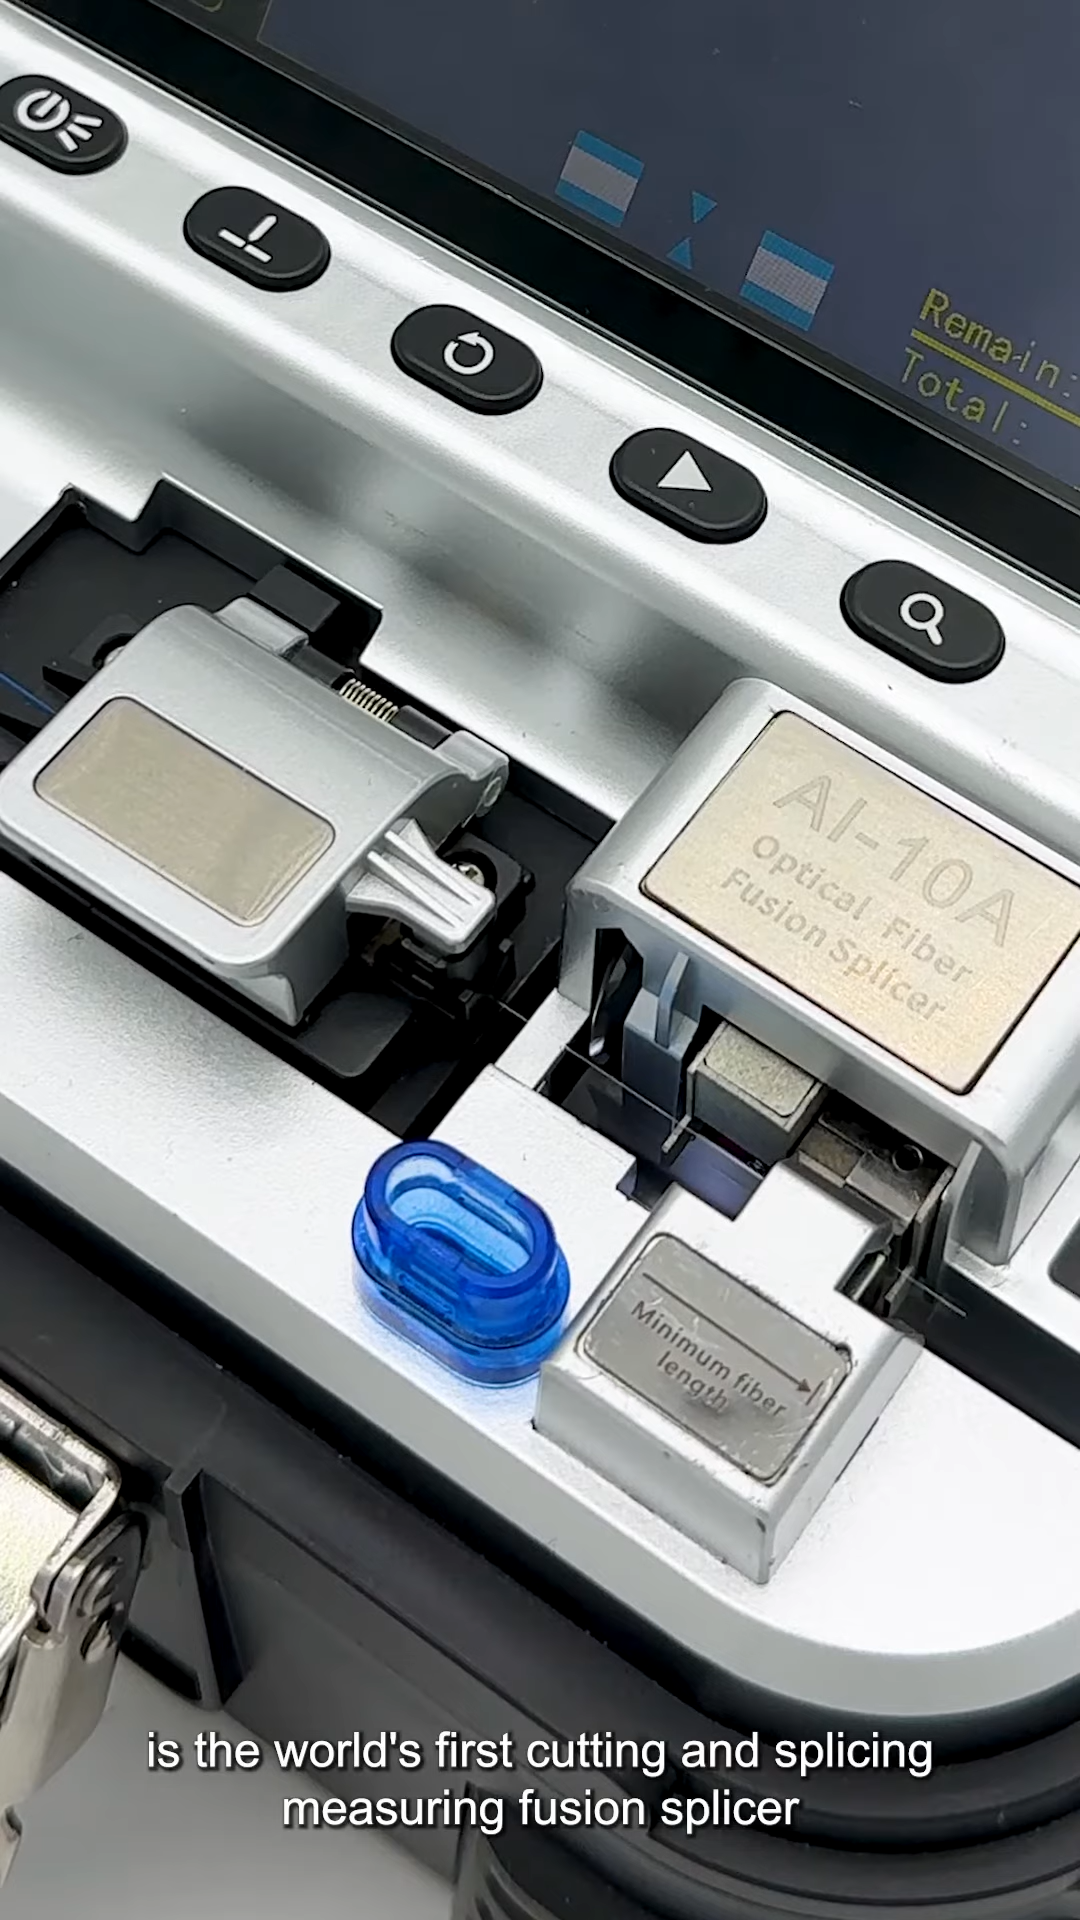 Remain:
Total:
AI-10A
Optical Fiber
Fusion Splicer
Minimum fiber
length
is the world's first cutting and splicing
measuring fusion splicer